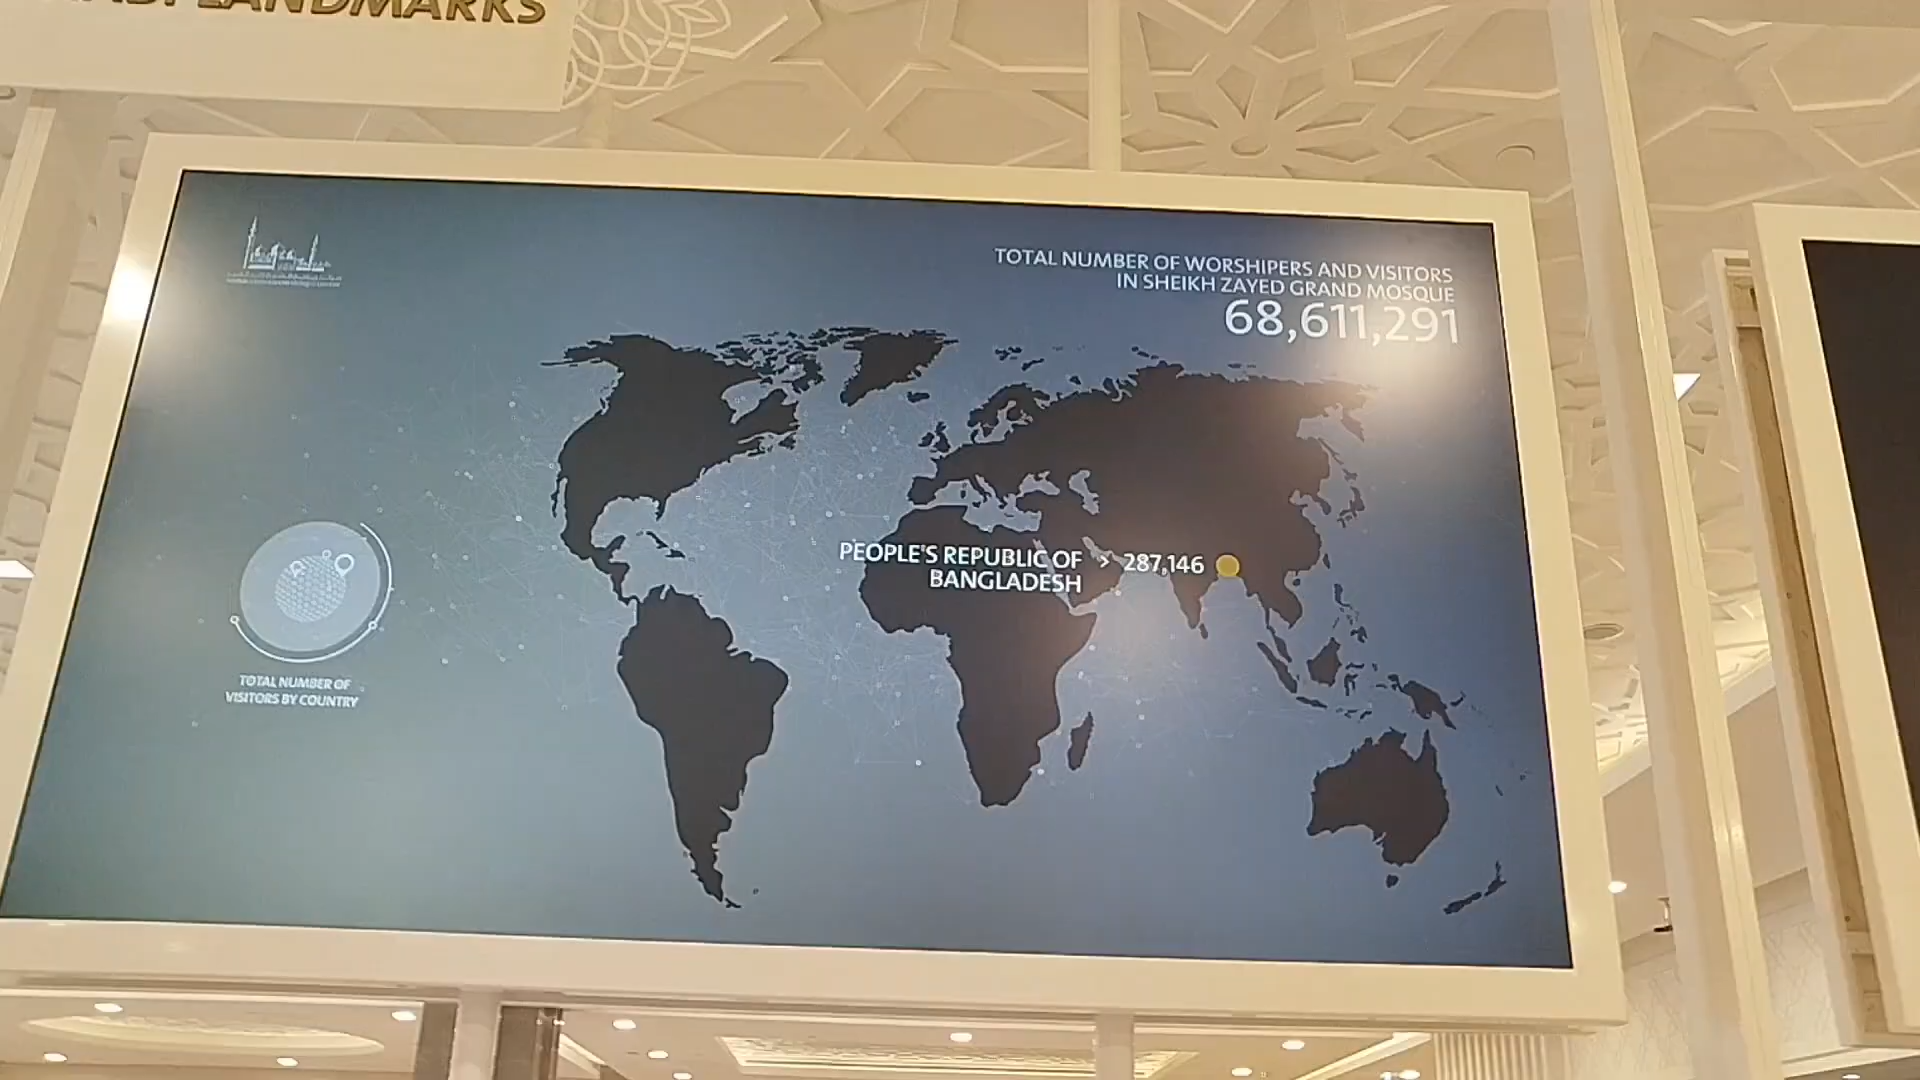 LANDMARKS
TOTAL NUMBER OF WORSHIPERS AND VISITORS
IN SHEIKH ZAYED GRAND MOSQUE
68,611,291
PEOPLE'S REPUBLIC OF > 287,146
BANGLADESH
TOTAL NUMBER OF
VISITORS BY COUNTRY